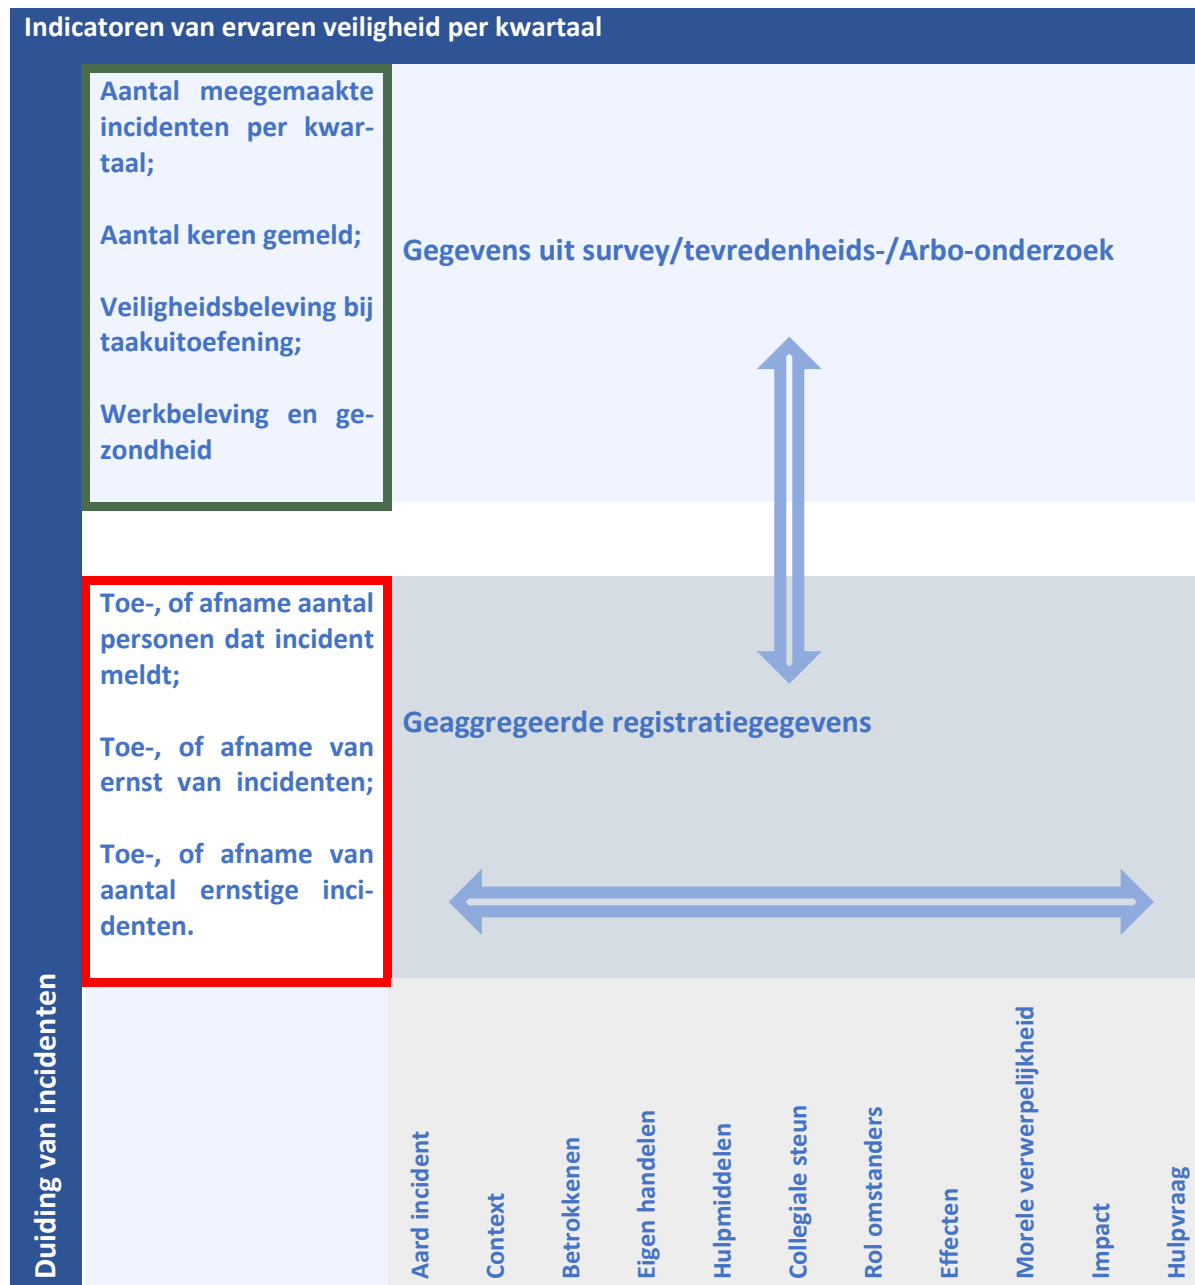 Indicatoren van ervaren veiligheid per kwartaal
Aantal meegemaakte
incidenten per kwar-
taal;
Aantal keren gemeld;
Veiligheidsbeleving bij
taakuitoefening;
Werkbeleving en ge-
zondheid
Gegevens uit survey/tevredenheids-/Arbo-onderzoek
Toe-, of afname aantal
personen dat incident
meldt;
Toe-, of afname van
ernst van incidenten;
Toe-, of afname van
aantal ernstige inci-
denten.
Geaggregeerde registratiegegevens
Duiding van incidenten
Aard incident
Context
Betrokkenen
Eigen handelen
Hulpmiddelen
Collegiale steun
Rol omstanders
Effecten
Morele verwerpelijkheid
Impact
Hulpvraag